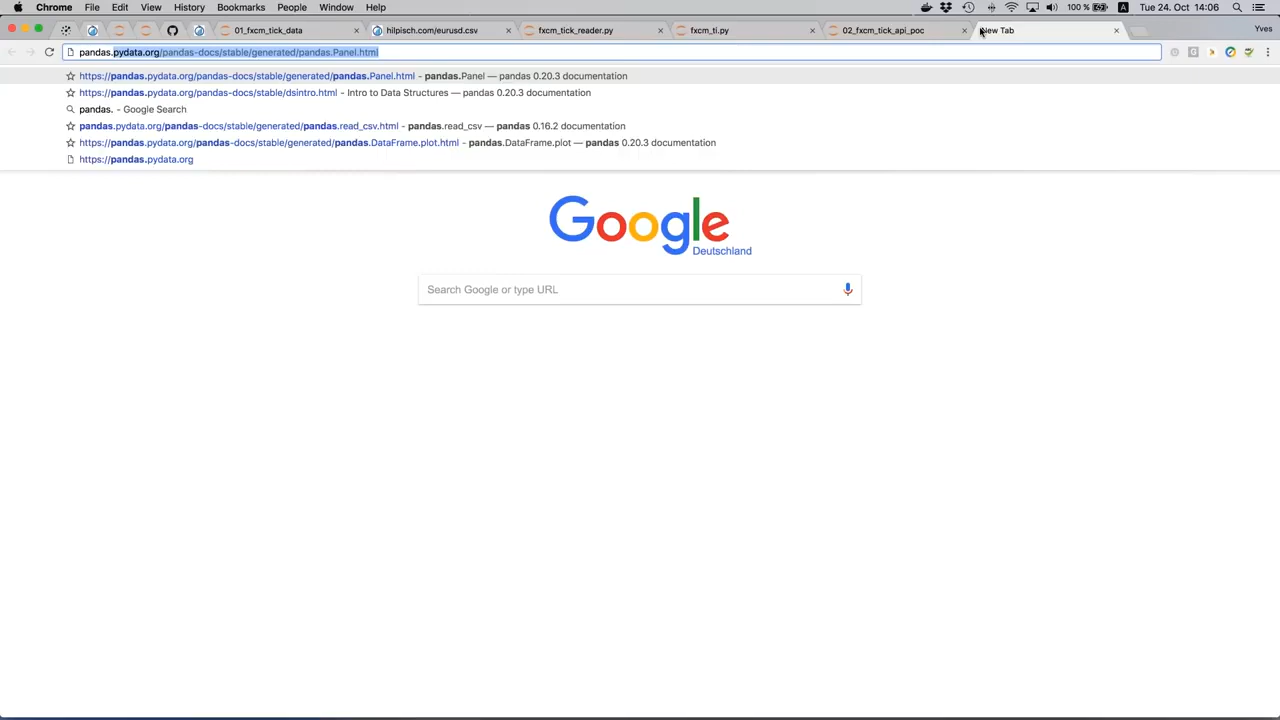 Chrome File Edit View History Bookmarks People Window Help 100 % A Tue 24. Oct 14:06
01_fxcm_tick_data hilpisch.com/eurusd.csv fxcm_tick_reader.py fxcm_ti.py 02_fxcm_tick_api_poc New Tab Yves
pandas.pydata.org/pandas-docs/stable/generated/pandas.Panel.html
https://pandas.pydata.org/pandas-docs/stable/generated/pandas.Panel.html - pandas.Panel — pandas 0.20.3 documentation
https://pandas.pydata.org/pandas-docs/stable/dsintro.html - Intro to Data Structures — pandas 0.20.3 documentation
pandas. - Google Search
pandas.pydata.org/pandas-docs/stable/generated/pandas.read_csv.html - pandas.read_csv — pandas 0.16.2 documentation
https://pandas.pydata.org/pandas-docs/stable/generated/pandas.DataFrame.plot.html - pandas.DataFrame.plot — pandas 0.20.3 documentation
https://pandas.pydata.org
Google
Deutschland
Search Google or type URL